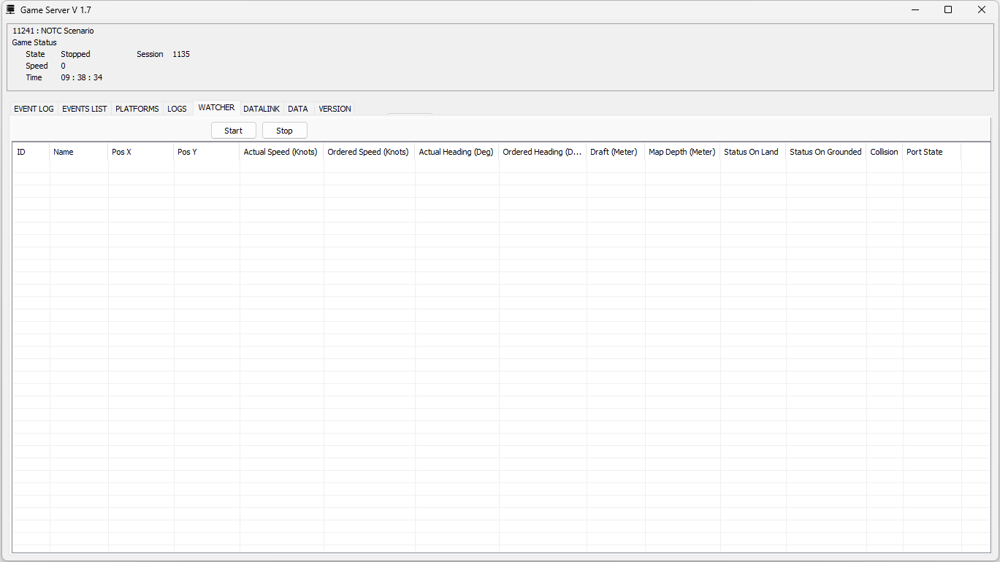 Game Server V 1.7
11241 : NOTC Scenario
Game Status
State Stopped Session 1135
Speed 0
Time 09 : 38 : 34
EVENT LOG EVENTS LIST PLATFORMS LOGS WATCHER DATALINK DATA VERSION
Start Stop
ID Name Pos X Pos Y Actual Speed (Knots) Ordered Speed (Knots) Actual Heading (Deg) Ordered Heading (D... Draft (Meter) Map Depth (Meter) Status On Land Status On Grounded Collision Port State